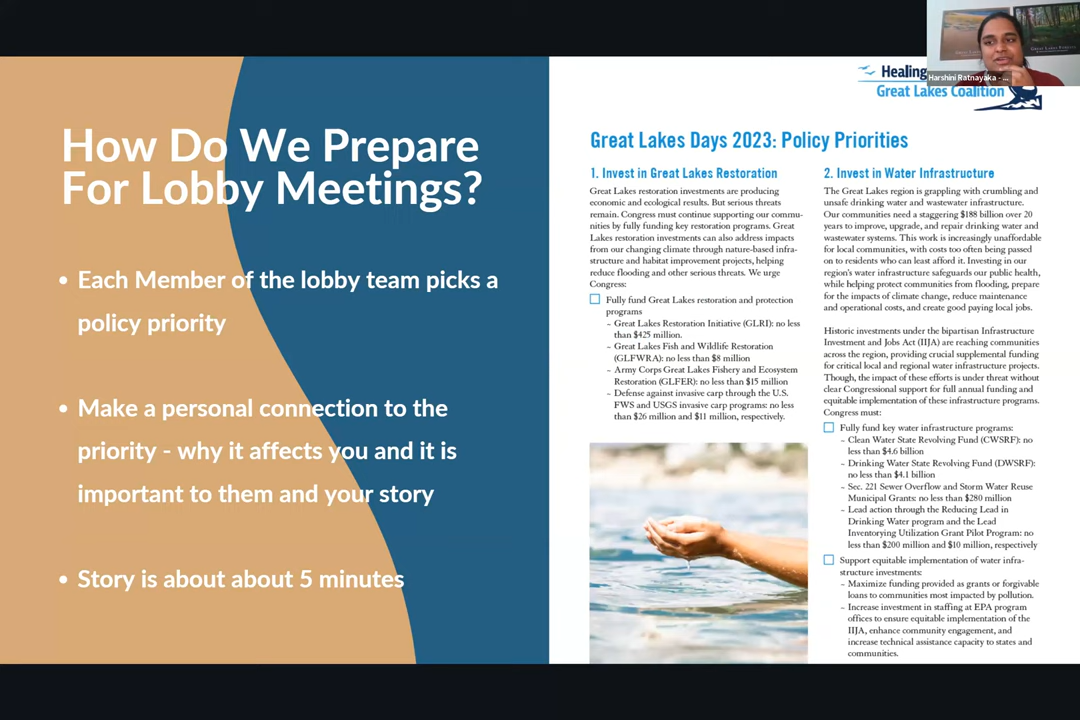 How Do We Prepare
For Lobby Meetings?
• Each Member of the lobby team picks a
policy priority
• Make a personal connection to the
priority - why it affects you and it is
important to them and your story
• Story is about about 5 minutes
Healing
Great Lakes Coalition
Harshini Ratnayaka - ...
Great Lakes Days 2023: Policy Priorities
1. Invest in Great Lakes Restoration
Great Lakes restoration investments are producing
economic and ecological results. But serious threats
remain. Congress must continue supporting our commu-
nities by fully funding key restoration programs. Great
Lakes restoration investments can also address impacts
from our changing climate through nature-based infra-
structure and habitat improvement projects, helping
reduce flooding and other serious threats. We urge
Congress:
Fully fund Great Lakes restoration and protection
programs
~ Great Lakes Restoration Initiative (GLRI): no less
than $425 million.
~ Great Lakes Fish and Wildlife Restoration
(GLFWRA): no less than $8 million
~ Army Corps Great Lakes Fishery and Ecosystem
Restoration (GLFER): no less than $15 million
~ Defense against invasive carp through the U.S.
FWS and USGS invasive carp programs: no less
than $26 million and $11 million, respectively.
2. Invest in Water Infrastructure
The Great Lakes region is grappling with crumbling and
unsafe drinking water and wastewater infrastructure.
Our communities need a staggering $188 billion over 20
years to improve, upgrade, and repair drinking water and
wastewater systems. This work is increasingly unaffordable
for local communities, with costs too often being passed
on to residents who can least afford it. Investing in our
region's water infrastructure safeguards our public health,
while helping protect communities from flooding, prepare
for the impacts of climate change, reduce maintenance
and operational costs, and create good paying local jobs.
Historic investments under the bipartisan Infrastructure
Investment and Jobs Act (IIJA) are reaching communities
across the region, providing crucial supplemental funding
for critical local and regional water infrastructure projects.
Though, the impact of these efforts is under threat without
clear Congressional support for full annual funding and
equitable implementation of these infrastructure programs.
Congress must:
Fully fund key water infrastructure programs:
~ Clean Water State Revolving Fund (CWSRF): no
less than $4.6 billion
~ Drinking Water State Revolving Fund (DWSRF):
no less than $4.1 billion
~ Sec. 221 Sewer Overflow and Storm Water Reuse
Municipal Grants: no less than $280 million
~ Lead action through the Reducing Lead in
Drinking Water program and the Lead
Inventorying Utilization Grant Pilot Program: no
less than $200 million and $10 million, respectively
Support equitable implementation of water infra-
structure investments:
~ Maximize funding provided as grants or forgivable
loans to communities most impacted by pollution.
~ Increase investment in staffing at EPA program
offices to ensure equitable implementation of the
IIJA, enhance community engagement, and
increase technical assistance capacity to states and
communities.